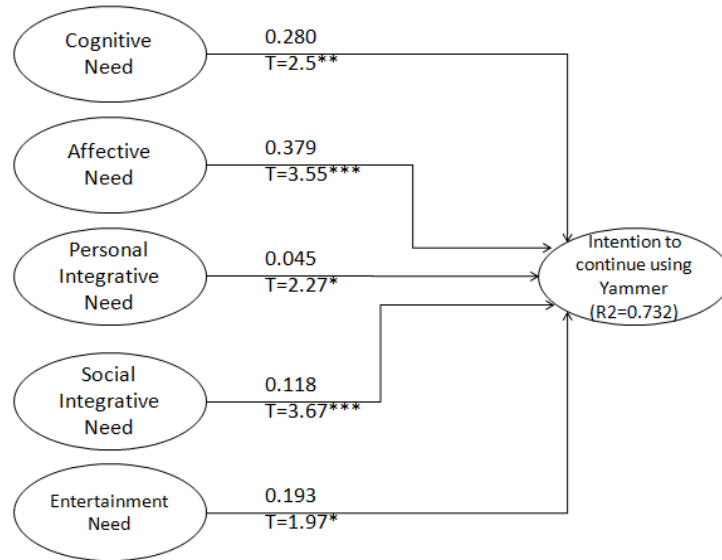 Cognitive
Need
0.280
T=2.5**
Affective
Need
0.379
T=3.55***
Personal
Integrative
Need
0.045
T=2.27*
Intention to
continue using
Yammer
(R2=0.732)
Social
Integrative
Need
0.118
T=3.67***
Entertainment
Need
0.193
T=1.97*